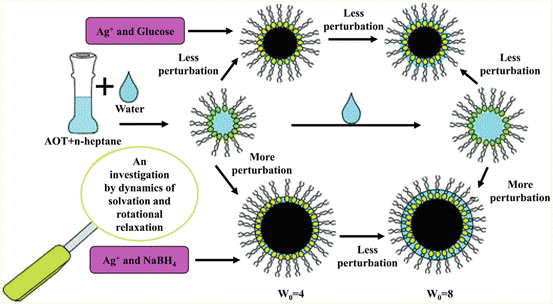 Ag⁺ and Glucose
Less
perturbation
Less
perturbation
Less
perturbation
Water
AOT+n-heptane
An
investigation
by dynamics of
solvation and
rotational
relaxation
More
perturbation
More
perturbation
Ag⁺ and NaBH₄
Less
perturbation
W₀=4
W₀=8